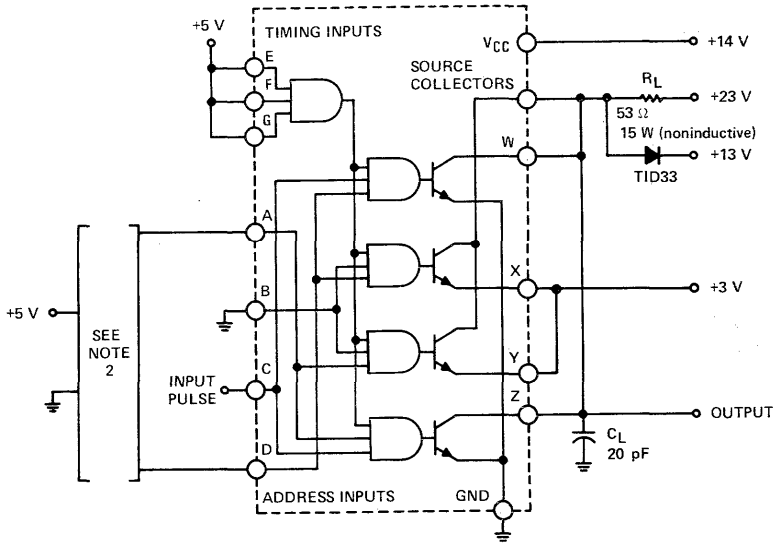 +5 V
TIMING INPUTS
E
F
G
VCC
+14 V
SOURCE
COLLECTORS
RL
+23 V
53 Ω
15 W (noninductive)
W
+13 V
TID33
A
X
+3 V
B
+5 V
SEE
NOTE
2
INPUT
PULSE
C
Y
Z
OUTPUT
CL
20 pF
D
ADDRESS INPUTS
GND